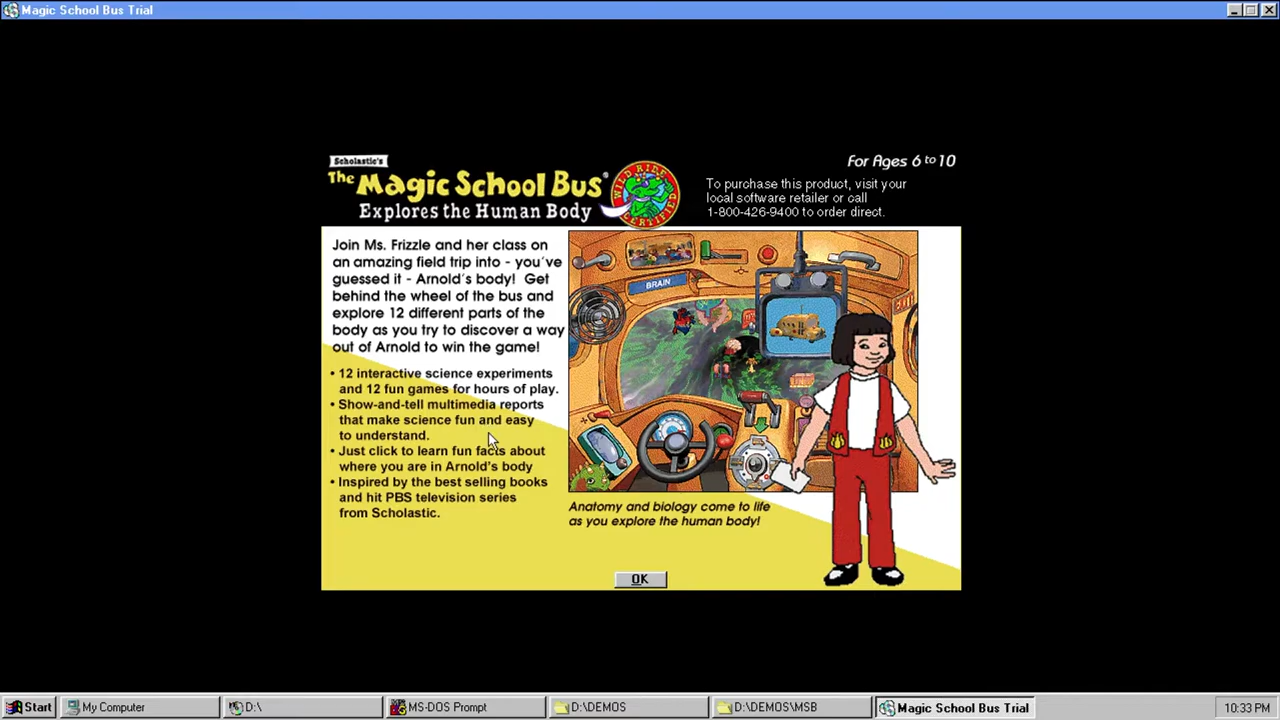 Magic School Bus Trial
Scholastic's
The Magic School Bus®
Explores the Human Body
WILD RIDE CERTIFIED
For Ages 6 to 10
To purchase this product, visit your
local software retailer or call
1-800-426-9400 to order direct.
Join Ms. Frizzle and her class on
an amazing field trip into - you've
guessed it - Arnold's body! Get
behind the wheel of the bus and
explore 12 different parts of the
body as you try to discover a way
out of Arnold to win the game!
• 12 interactive science experiments
and 12 fun games for hours of play.
• Show-and-tell multimedia reports
that make science fun and easy
to understand.
• Just click to learn fun facts about
where you are in Arnold's body
• Inspired by the best selling books
and hit PBS television series
from Scholastic.
BRAIN
Anatomy and biology come to life
as you explore the human body!
OK
Start
My Computer
D:\
MS-DOS Prompt
D:\DEMOS
D:\DEMOS\MSB
Magic School Bus Trial
10:33 PM